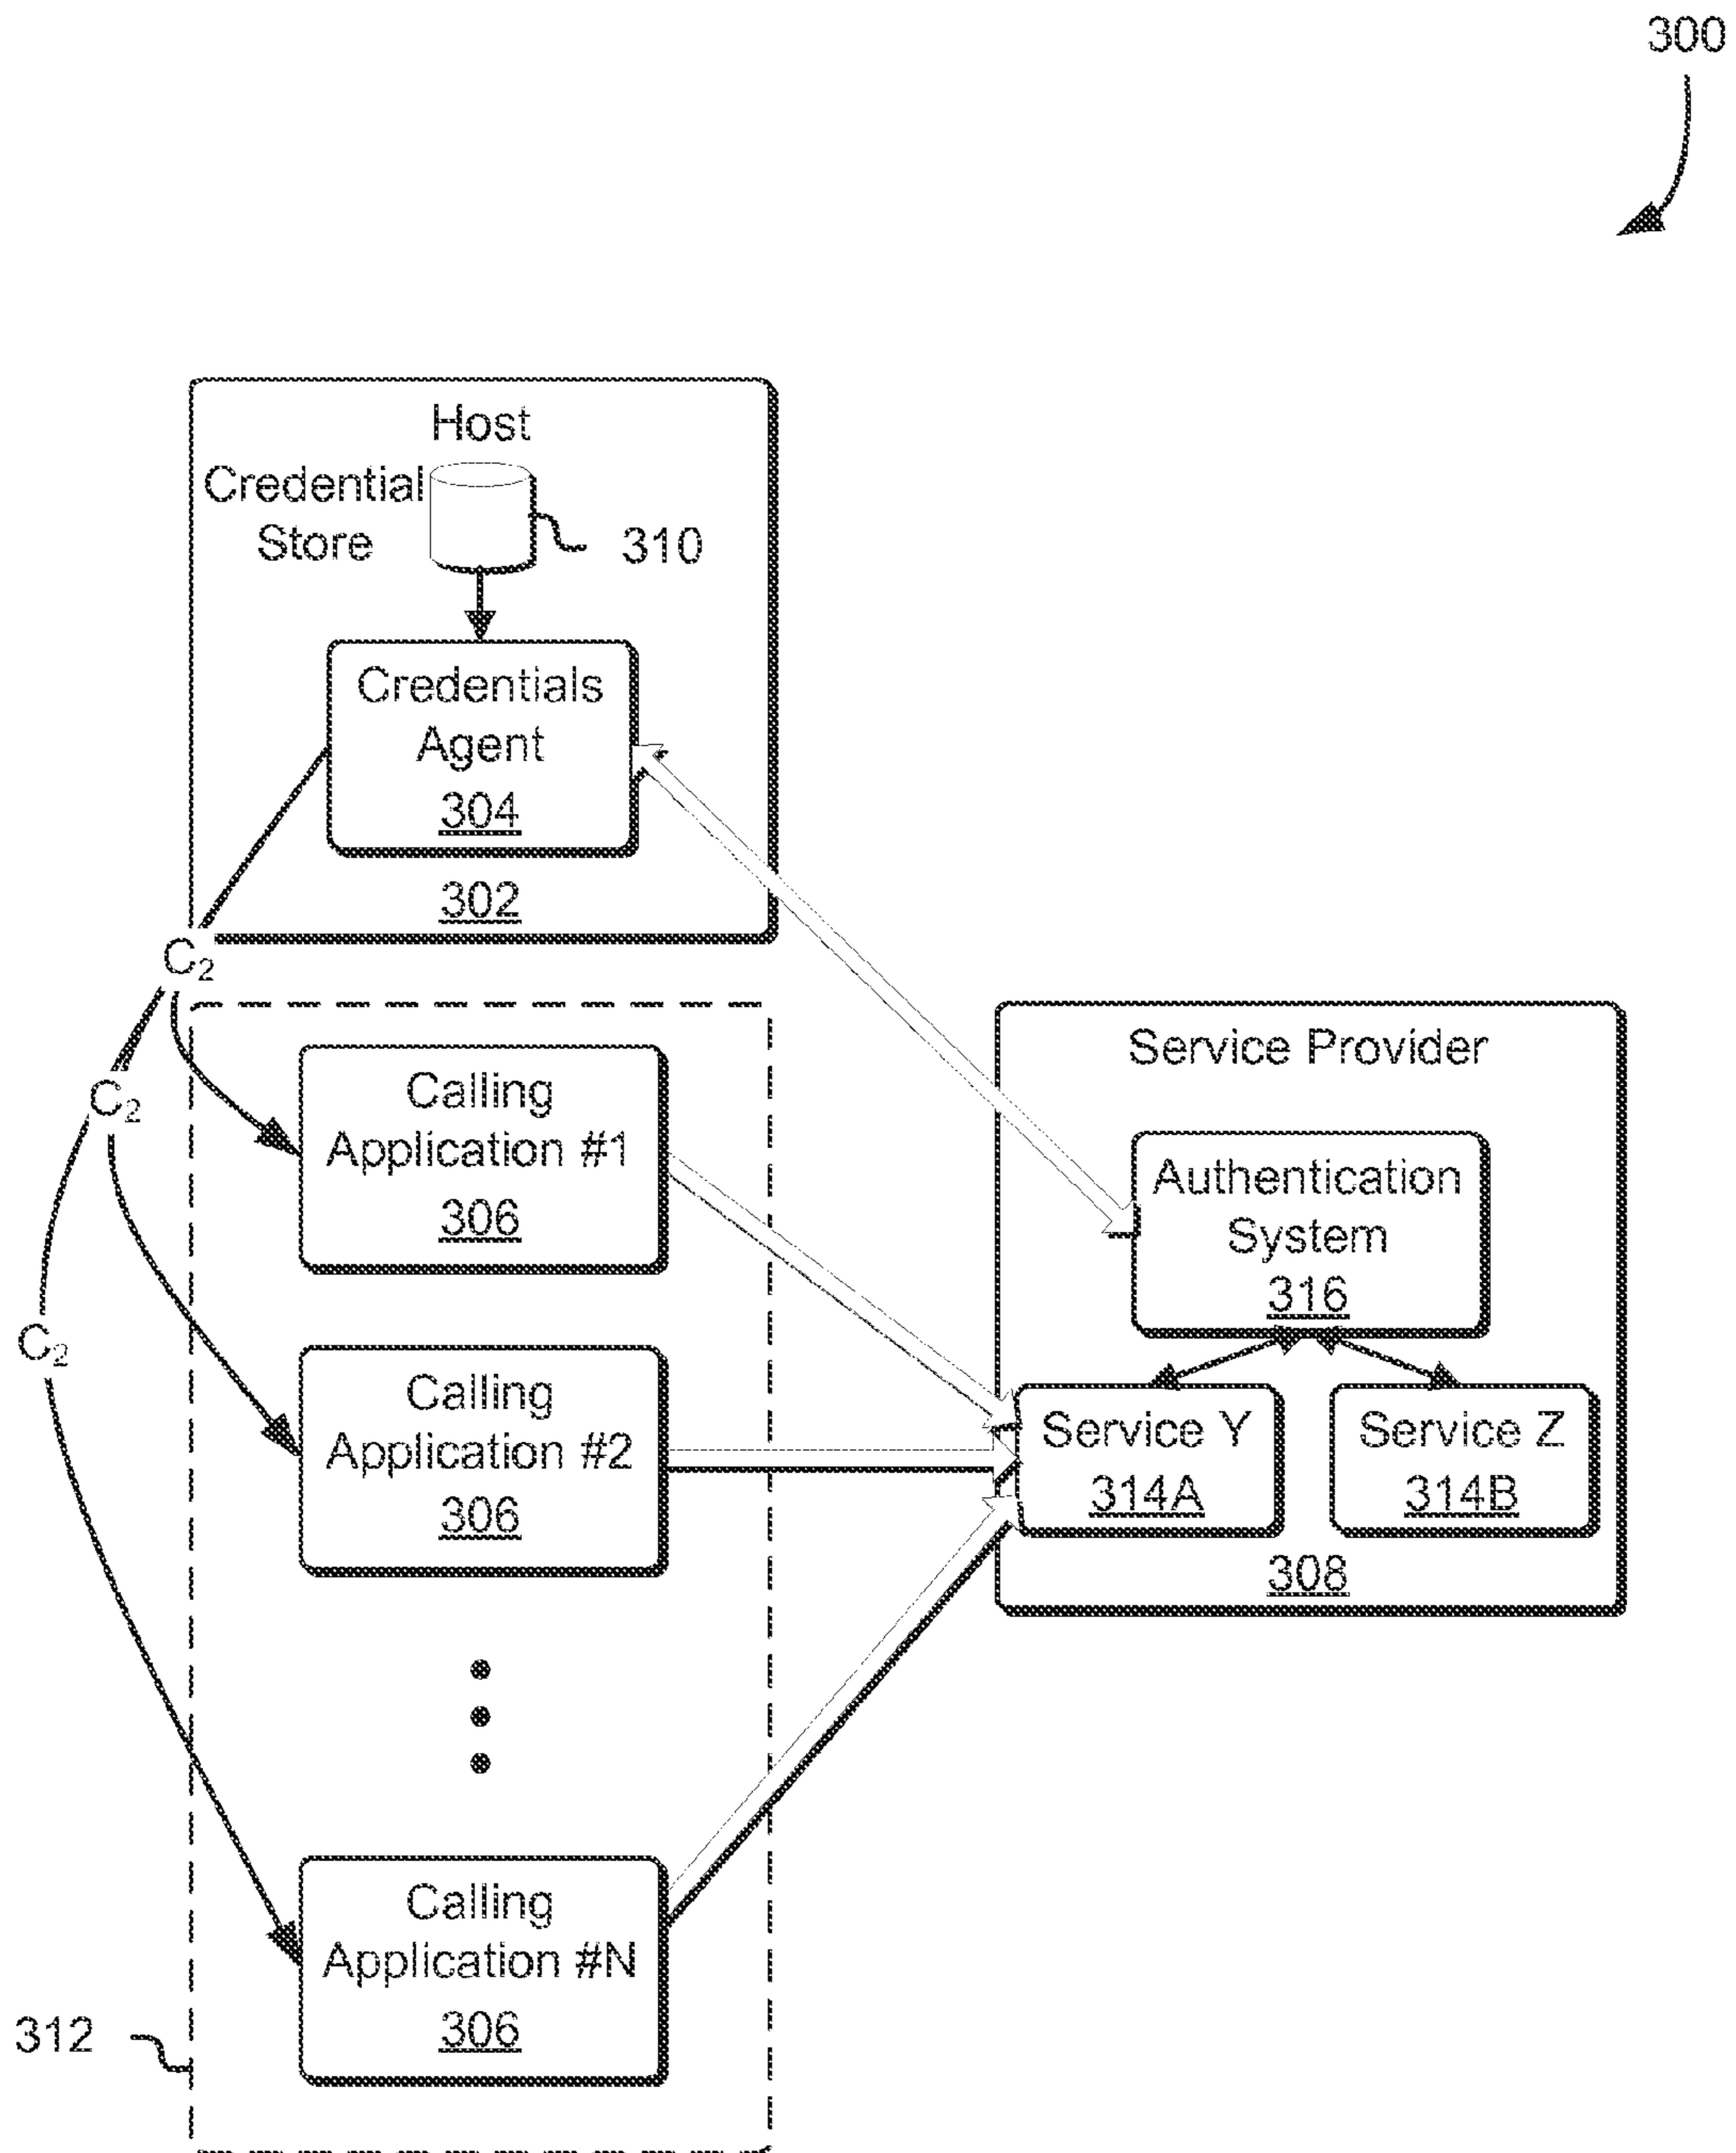 300
Host
Credential
Store
310
Credentials
Agent
304
302
C₂
C₂
C₂
Calling
Application #1
306
Calling
Application #2
306
Calling
Application #N
306
312
Service Provider
Authentication
System
316
Service Y
314A
Service Z
314B
308